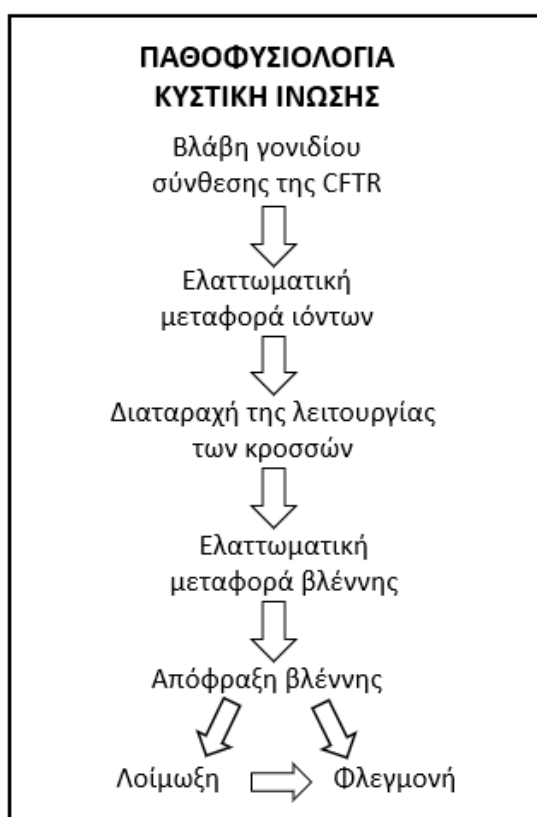 ΠΑΘΟΦΥΣΙΟΛΟΓΙΑ
ΚΥΣΤΙΚΗ ΙΝΩΣΗΣ
Βλάβη γονιδίου
σύνθεσης της CFTR
Ελαττωματική
μεταφορά ιόντων
Διαταραχή της λειτουργίας
των κροσσών
Ελαττωματική
μεταφορά βλέννης
Απόφραξη βλέννης
Λοίμωξη Φλεγμονή